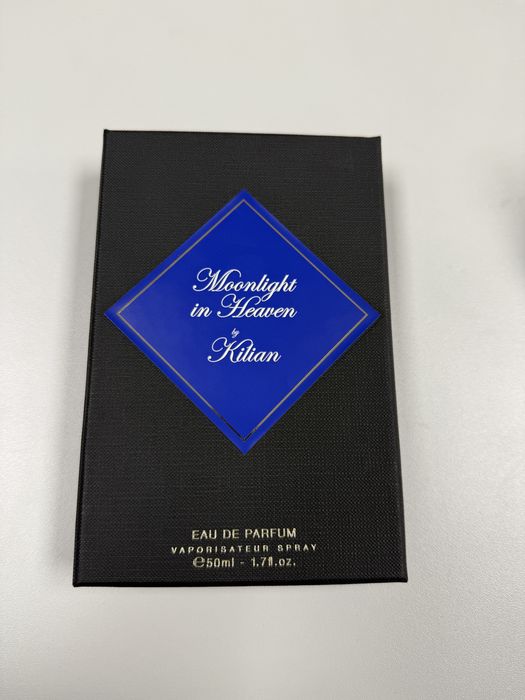 Moonlight
in Heaven
by
Kilian
EAU DE PARFUM
VAPORISATEUR SPRAY
℮50ml - 1.7fl.oz.